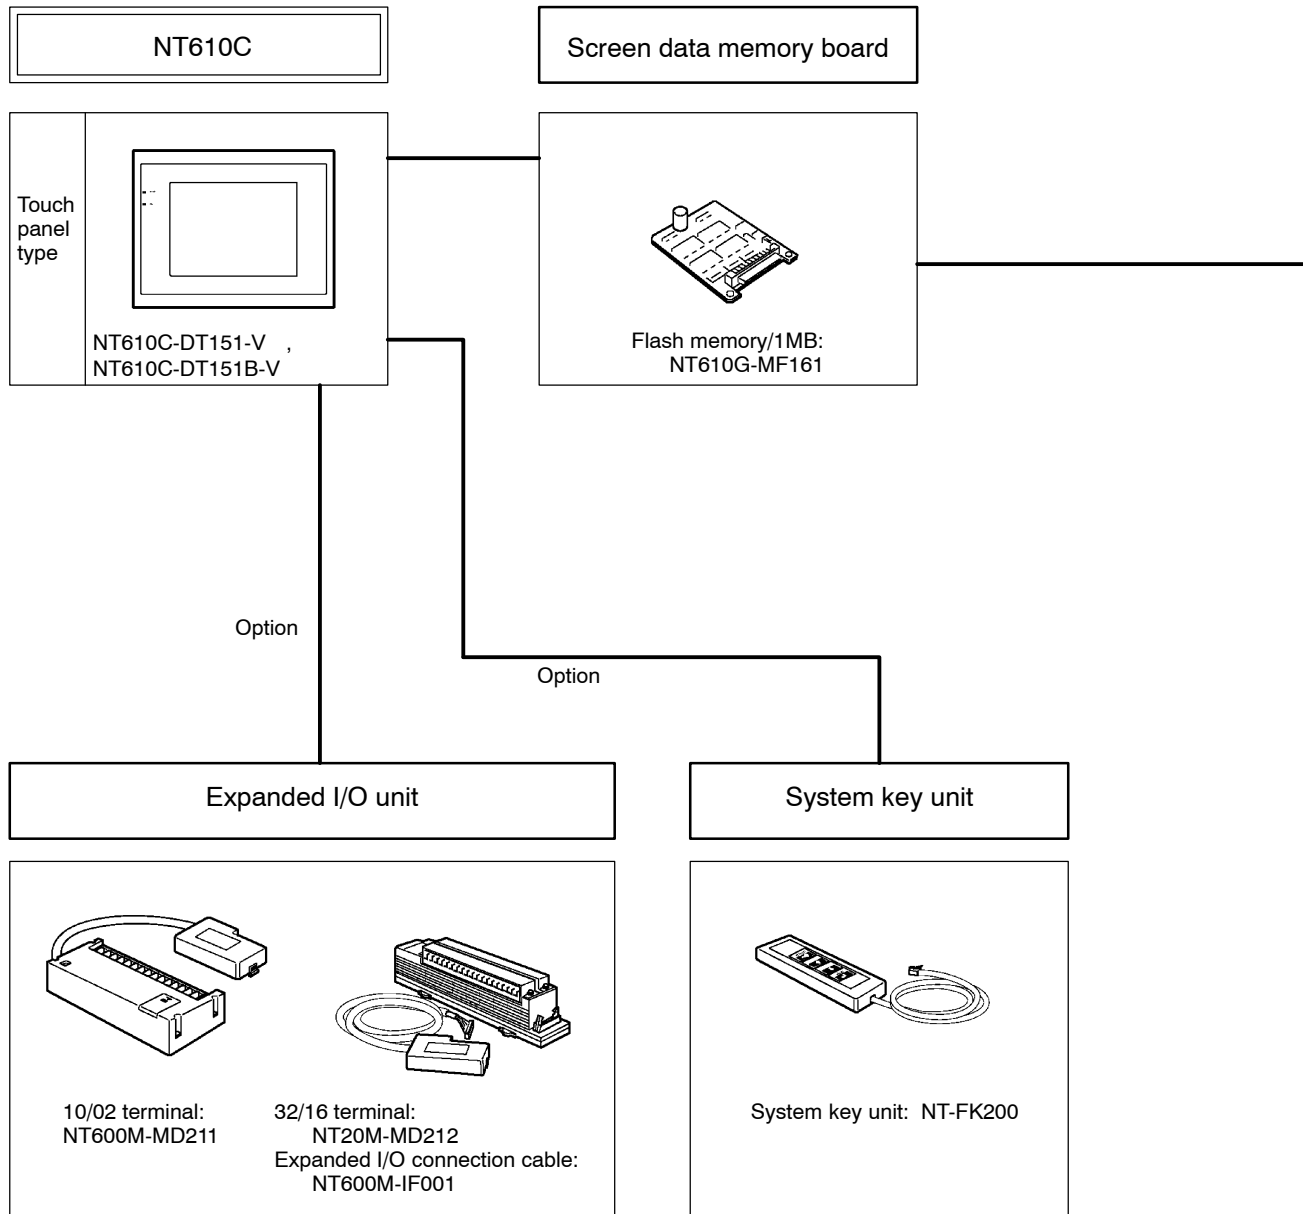 NT610C
Screen data memory board
Touch
panel
type
NT610C-DT151-V ,
NT610C-DT151B-V
Flash memory/1MB:
NT610G-MF161
Option
Option
Expanded I/O unit
System key unit
10/02 terminal:
NT600M-MD211
32/16 terminal:
NT20M-MD212
Expanded I/O connection cable:
NT600M-IF001
System key unit: NT-FK200